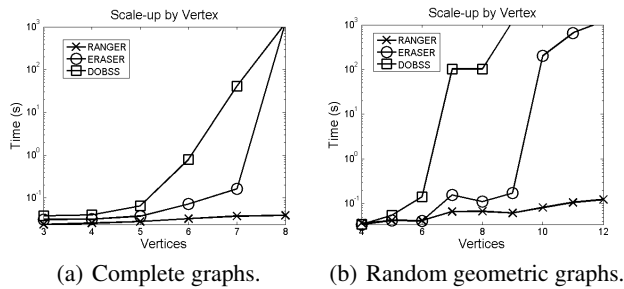 Scale-up by Vertex
10^3
10^2
10^1
10^0
10^-1
Time (s)
RANGER
ERASER
DOBSS
3 4 5 6 7 8
Vertices
(a) Complete graphs.
Scale-up by Vertex
10^3
10^2
10^1
10^0
10^-1
Time (s)
RANGER
ERASER
DOBSS
4 6 8 10 12
Vertices
(b) Random geometric graphs.